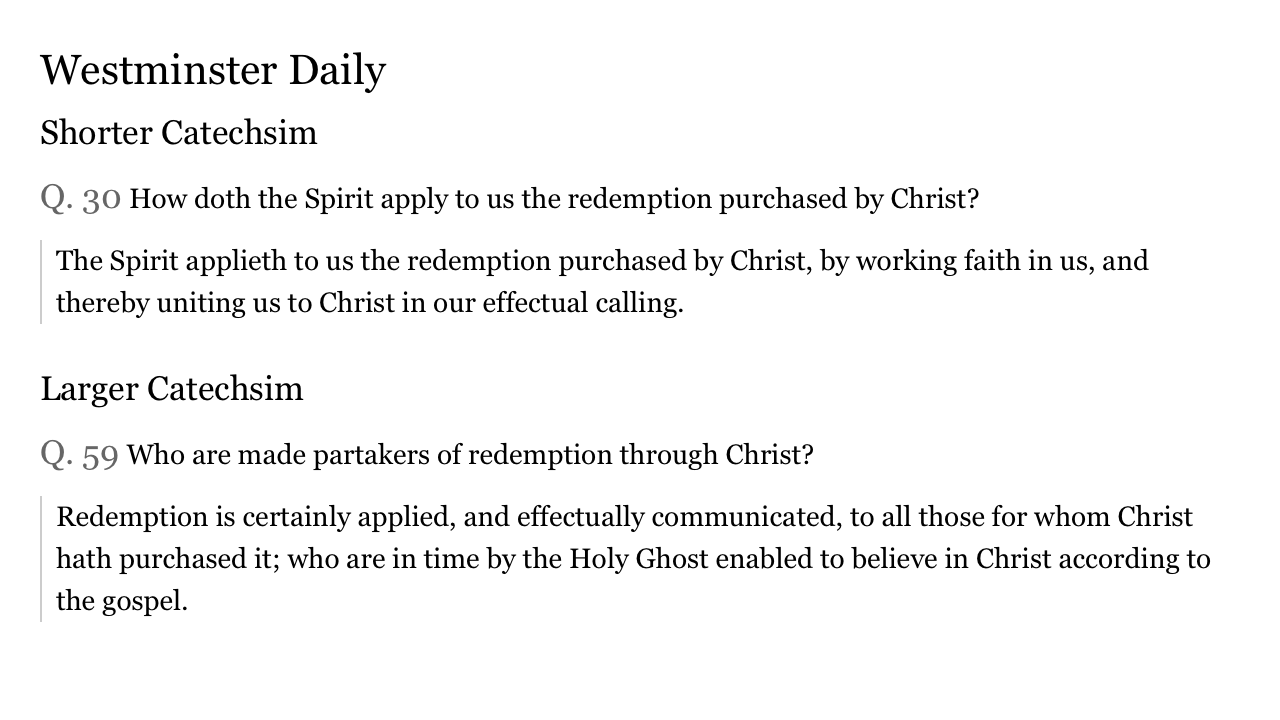 Westminster Daily
Shorter Catechsim
Q. 30 How doth the Spirit apply to us the redemption purchased by Christ?
The Spirit applieth to us the redemption purchased by Christ, by working faith in us, and
thereby uniting us to Christ in our effectual calling.
Larger Catechsim
Q. 59 Who are made partakers of redemption through Christ?
Redemption is certainly applied, and effectually communicated, to all those for whom Christ
hath purchased it; who are in time by the Holy Ghost enabled to believe in Christ according to
the gospel.